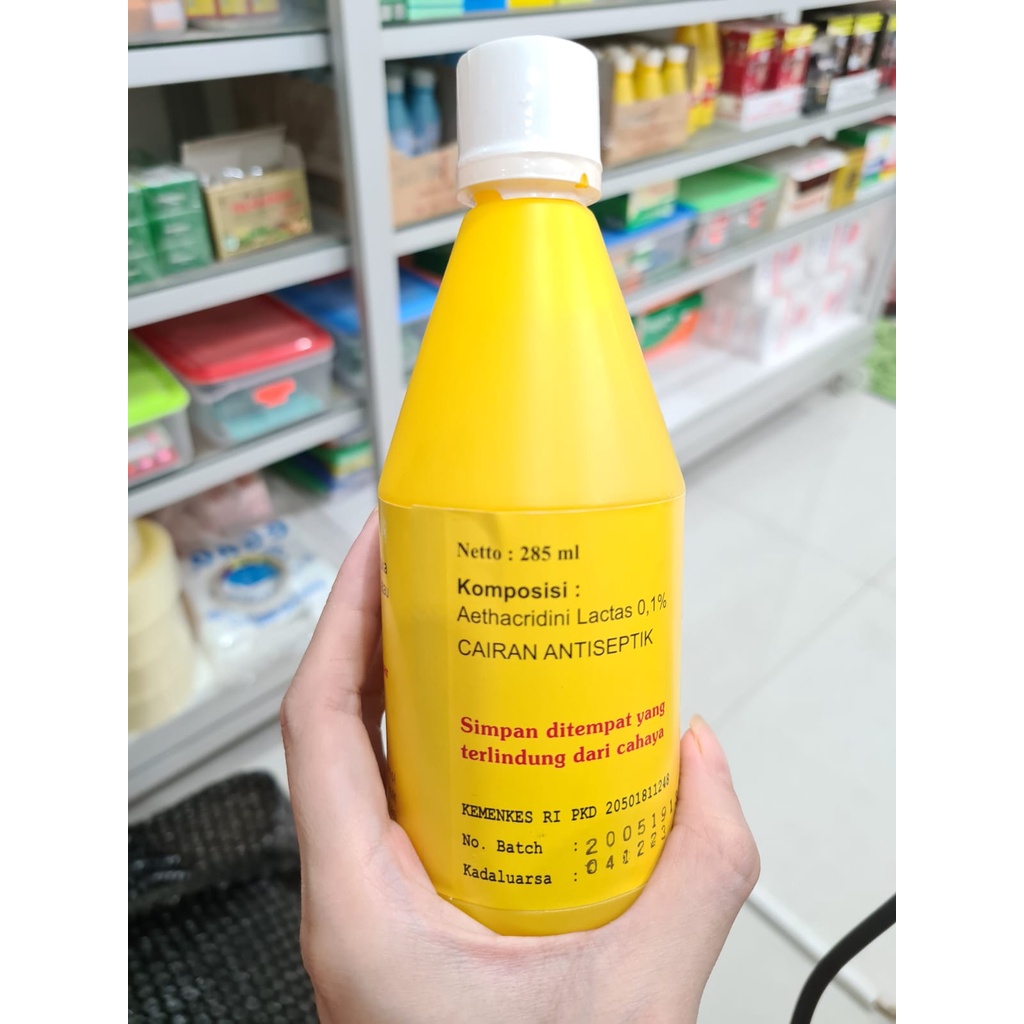 Netto : 285 ml
Komposisi :
Aethacridini Lactas 0,1%
CAIRAN ANTISEPTIK
Simpan ditempat yang
terlindung dari cahaya
KEMENKES RI PKD 20501811248
No. Batch :
Kadaluarsa :